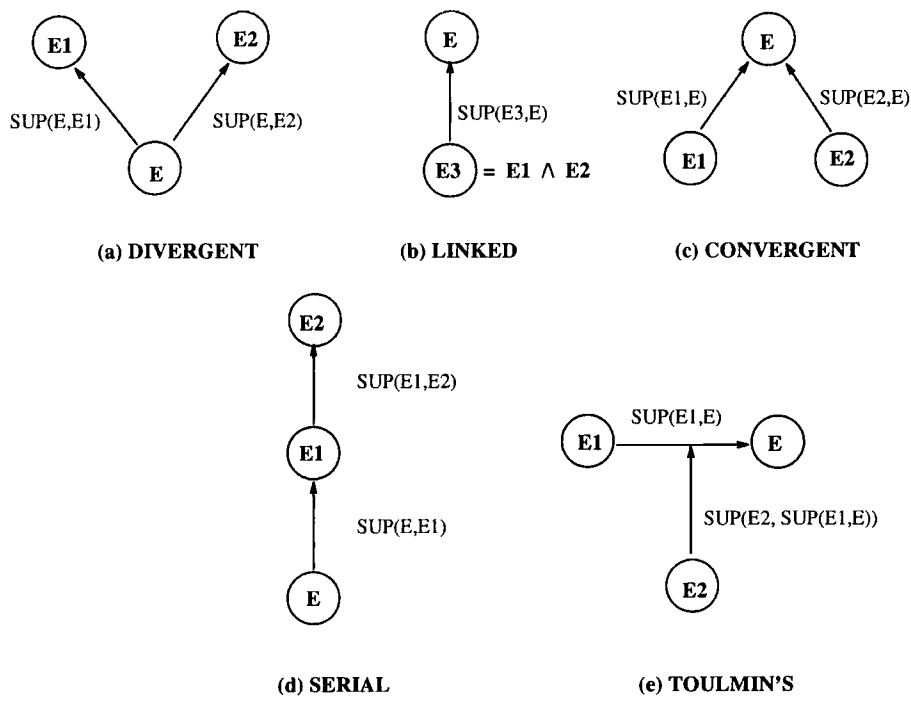 E1
E2
SUP(E,E1)
SUP(E,E2)
E
(a) DIVERGENT
E
SUP(E3,E)
E3 = E1 ∧ E2
(b) LINKED
E
SUP(E1,E)
SUP(E2,E)
E1
E2
(c) CONVERGENT
E2
SUP(E1,E2)
E1
SUP(E,E1)
E
(d) SERIAL
SUP(E1,E)
E1
E
SUP(E2, SUP(E1,E))
E2
(e) TOULMIN'S